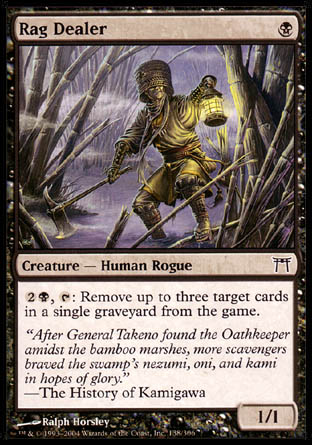 Rag Dealer
Creature — Human Rogue
2B, T: Remove up to three target cards
in a single graveyard from the game.
“After General Takeno found the Oathkeeper
amidst the bamboo marshes, more scavengers
braved the swamp’s nezumi, oni, and kami
in hopes of glory.”
—The History of Kamigawa
Ralph Horsley
™ & © 1993–2004 Wizards of the Coast, Inc. 138/306
1/1